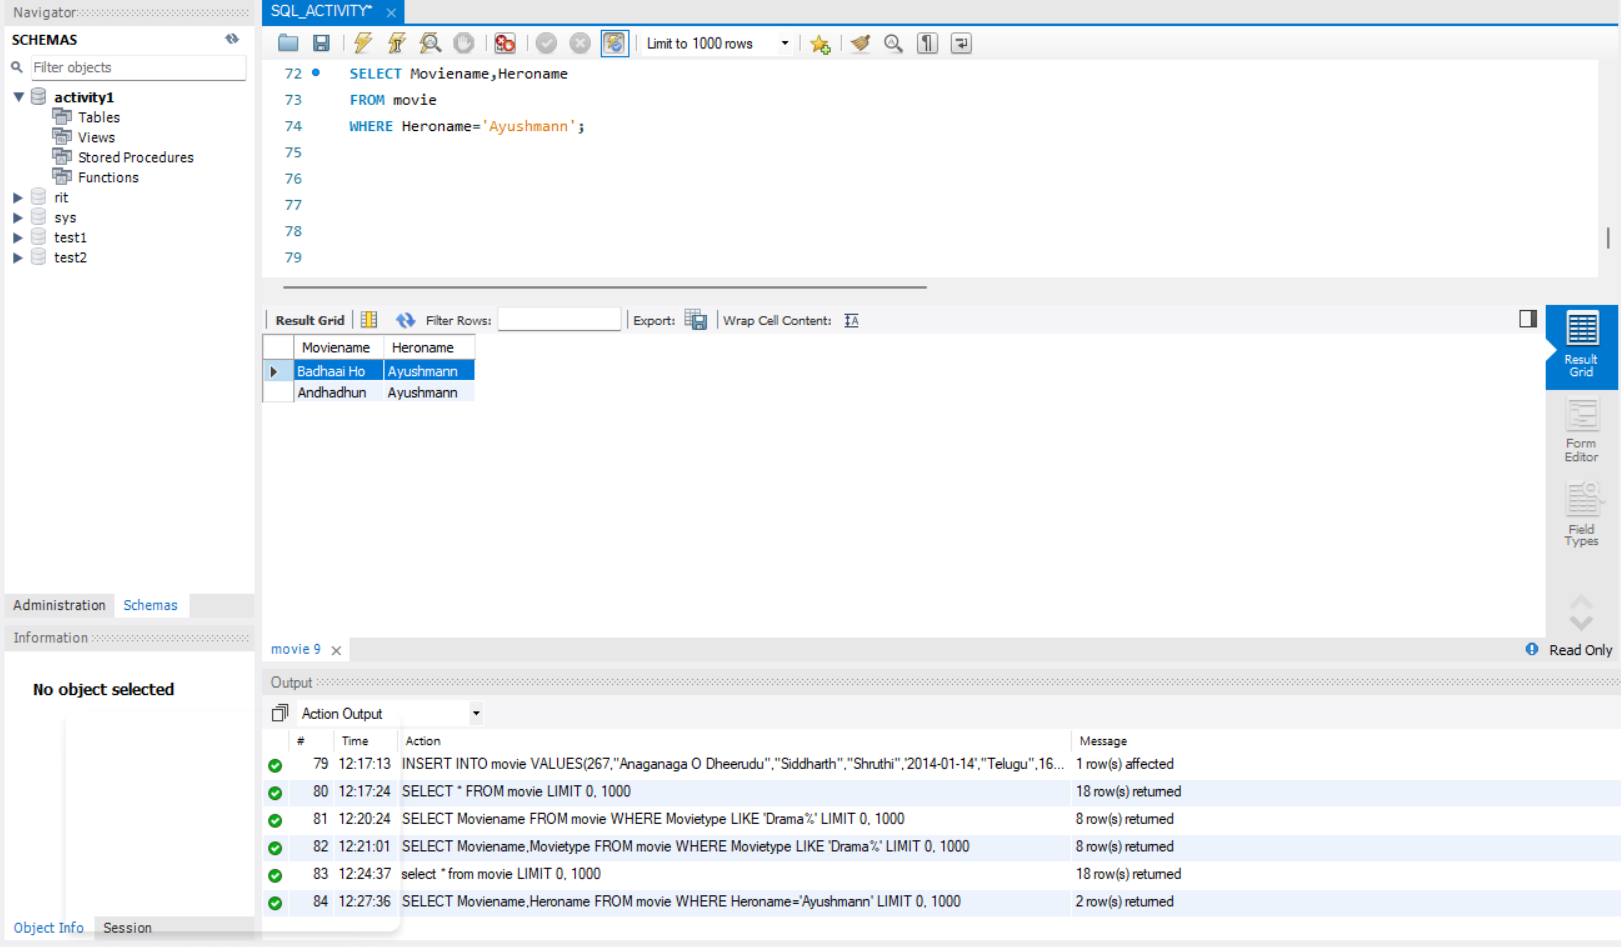 Navigator
SCHEMAS
Filter objects
activity1
Tables
Views
Stored Procedures
Functions
rit
sys
test1
test2
Administration Schemas
Information
No object selected
Object Info Session
SQL_ACTIVITY*
Limit to 1000 rows
72 SELECT Moviename,Heroname
73 FROM movie
74 WHERE Heroname='Ayushmann';
75
76
77
78
79
Result Grid Filter Rows: Export: Wrap Cell Content:
Moviename Heroname
Badhaai Ho Ayushmann
Andhadhun Ayushmann
Result
Grid
Form
Editor
Field
Types
movie 9 Read Only
Output
Action Output
# Time Action Message
79 12:17:13 INSERT INTO movie VALUES(267,"Anaganaga O Dheerudu","Siddharth","Shruthi",'2014-01-14',"Telugu",16... 1 row(s) affected
80 12:17:24 SELECT * FROM movie LIMIT 0, 1000 18 row(s) returned
81 12:20:24 SELECT Moviename FROM movie WHERE Movietype LIKE 'Drama%' LIMIT 0, 1000 8 row(s) returned
82 12:21:01 SELECT Moviename,Movietype FROM movie WHERE Movietype LIKE 'Drama%' LIMIT 0, 1000 8 row(s) returned
83 12:24:37 select * from movie LIMIT 0, 1000 18 row(s) returned
84 12:27:36 SELECT Moviename,Heroname FROM movie WHERE Heroname='Ayushmann' LIMIT 0, 1000 2 row(s) returned